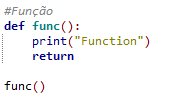 #Função
def func():
    print("Function")
    return

func()